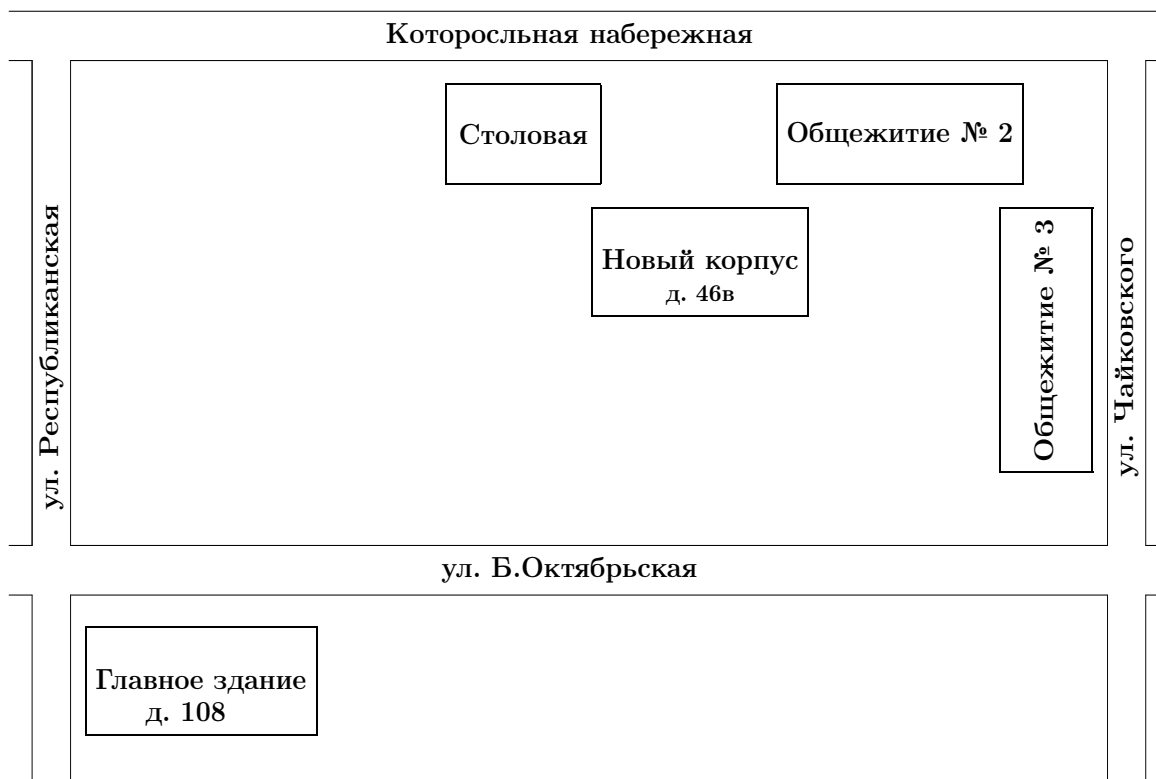 Которосльная набережная
Столовая
Общежитие № 2
Новый корпус
д. 46в
Общежитие № 3
ул. Республиканская
ул. Чайковского
ул. Б.Октябрьская
Главное здание
д. 108